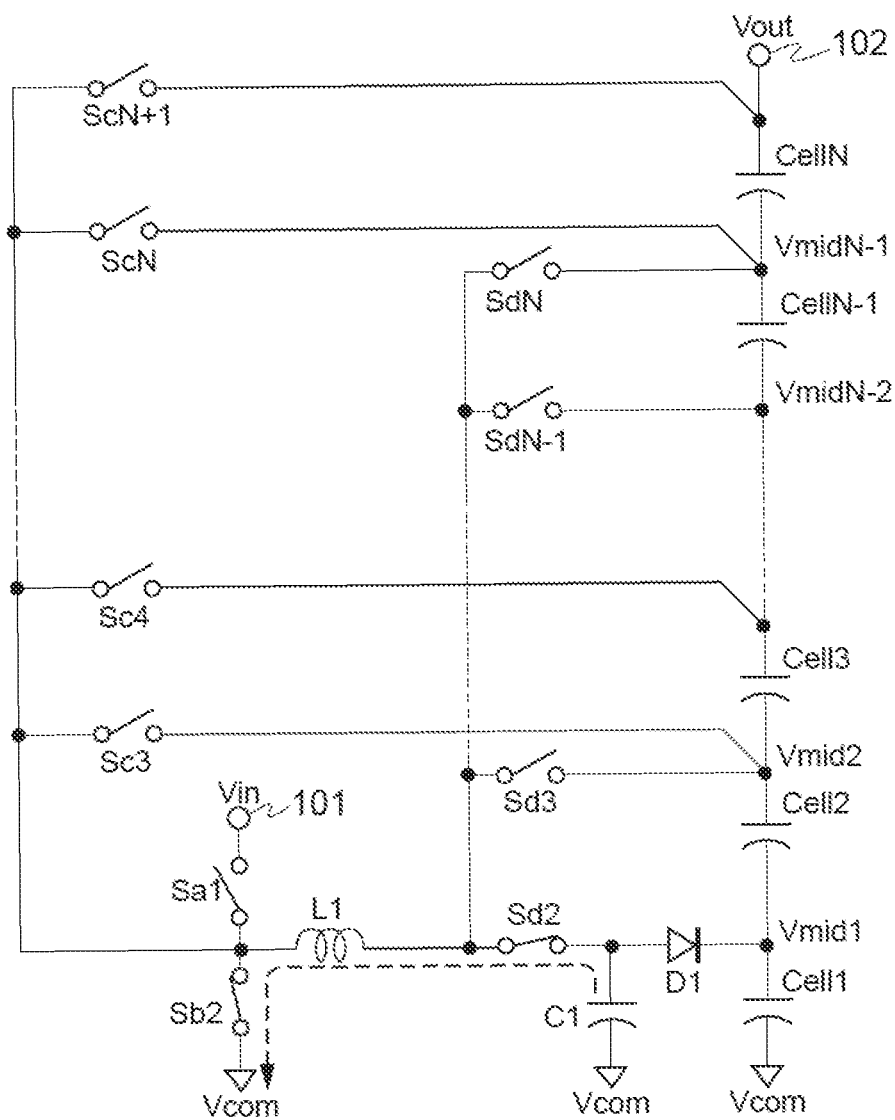 Vout
102
ScN+1
CellN
ScN
VmidN-1
SdN
CellN-1
VmidN-2
SdN-1
Sc4
Cell3
Sc3
Vmid2
Vin
101
Sd3
Cell2
Sa1
L1
Sd2
Vmid1
D1
Cell1
Sb2
C1
Vcom
Vcom
Vcom